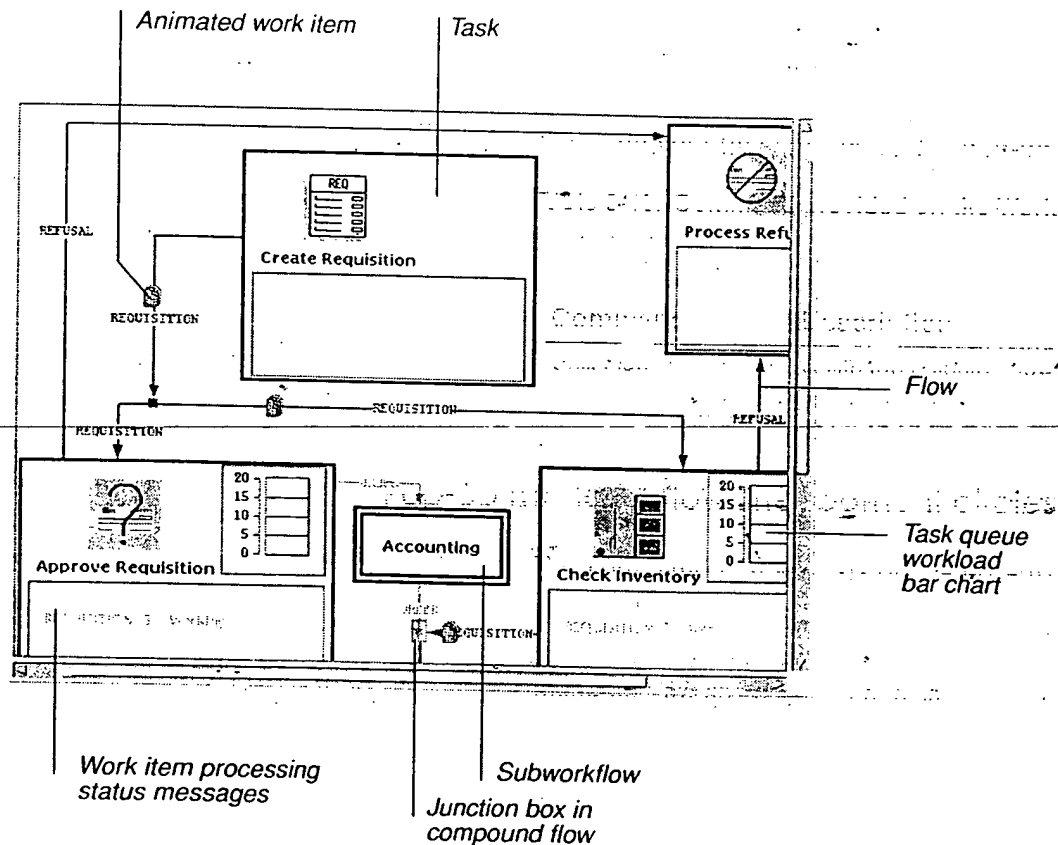 Animated work item
Task
REQ
REFUSAL
Create Requisition
Process Refu
REQUISITION
Flow
REQUISITION
REFUSAL
REQUISITION
20
15
10
5
0
Approve Requisition
Accounting
20
15
10
5
0
Check Inventory
Task queue
workload
bar chart
REQUISITION
Work item processing
status messages
Subworkflow
Junction box in
compound flow